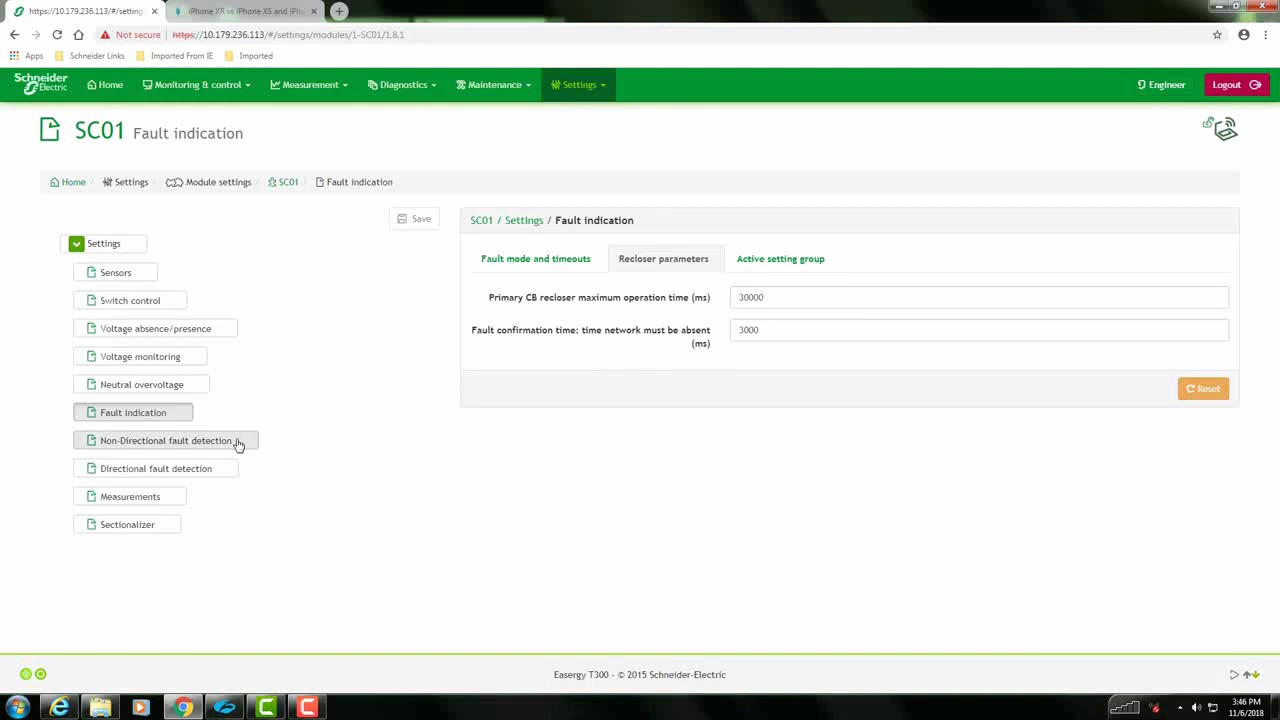 https://10.179.236.113/#/setting
iPhone XR vs iPhone XS and iPho
Not secure
https://10.179.236.113/#/settings/modules/1-SC01/1,8,1
Apps
Schneider Links
Imported From IE
Imported
Schneider Electric
Home
Monitoring & control
Measurement
Diagnostics
Maintenance
Settings
Engineer
Logout
SC01 Fault indication
Home / Settings / Module settings / SC01 / Fault indication
Save
SC01 / Settings / Fault indication
Settings
Sensors
Switch control
Voltage absence/presence
Voltage monitoring
Neutral overvoltage
Fault indication
Non-Directional fault detection
Directional fault detection
Measurements
Sectionalizer
Fault mode and timeouts
Recloser parameters
Active setting group
Primary CB recloser maximum operation time (ms)
30000
Fault confirmation time: time network must be absent
(ms)
3000
Reset
Easergy T300 - © 2015 Schneider-Electric
3:46 PM
11/6/2018